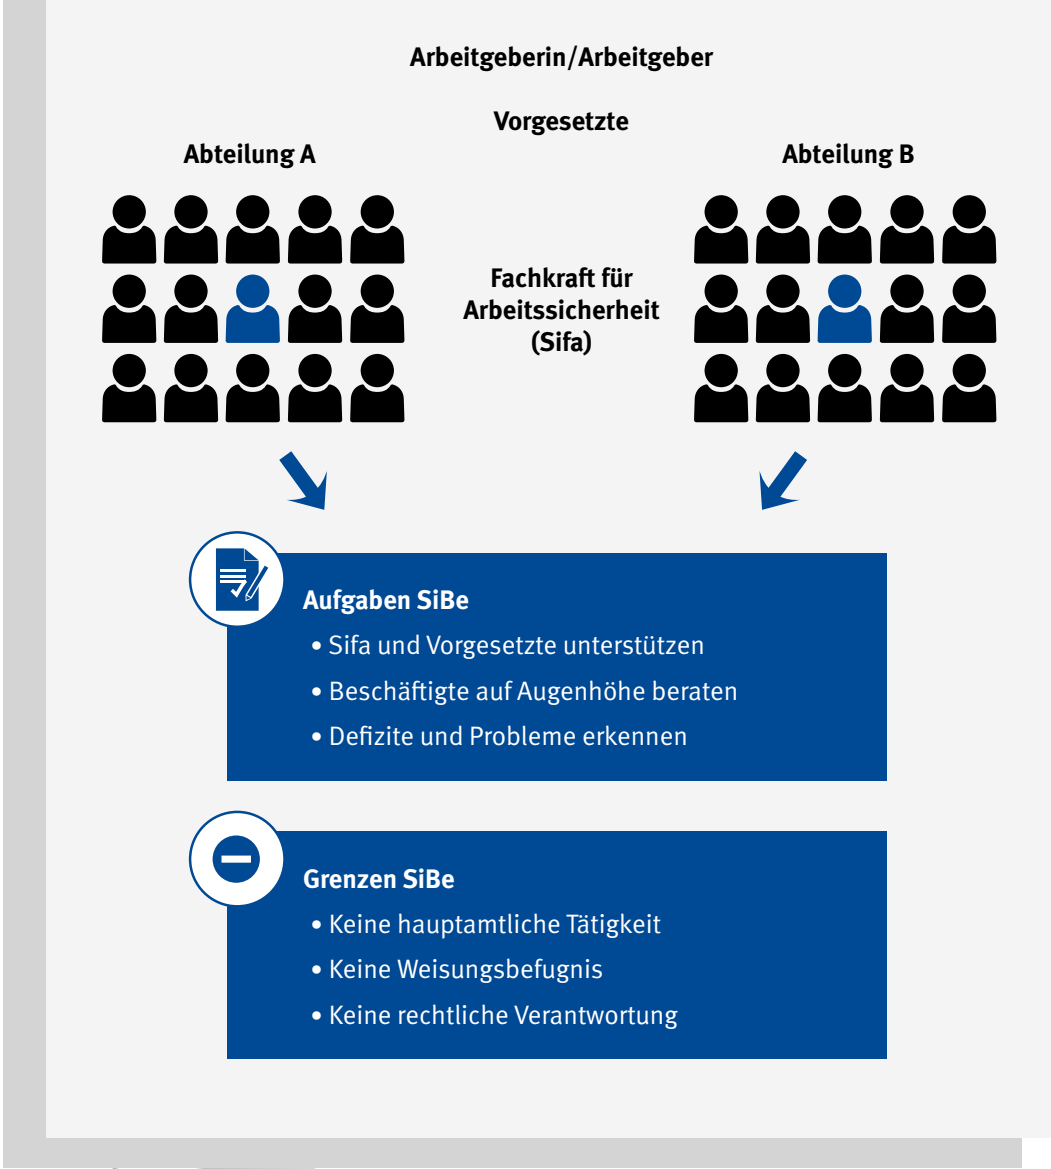 Arbeitgeberin/Arbeitgeber
Vorgesetzte
Abteilung A
Abteilung B
Fachkraft für
Arbeitssicherheit
(Sifa)
Aufgaben SiBe
• Sifa und Vorgesetzte unterstützen
• Beschäftigte auf Augenhöhe beraten
• Defizite und Probleme erkennen
Grenzen SiBe
• Keine hauptamtliche Tätigkeit
• Keine Weisungsbefugnis
• Keine rechtliche Verantwortung